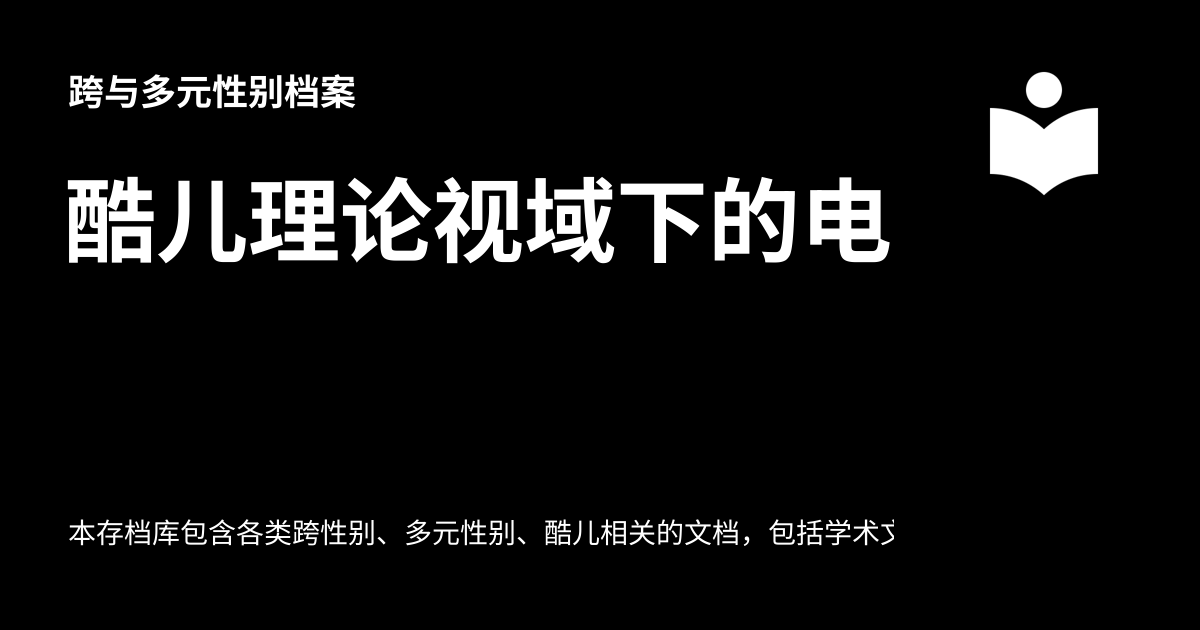 跨与多元性别档案
酷儿理论视域下的电
本存档库包含各类跨性别、多元性别、酷儿相关的文档，包括学术